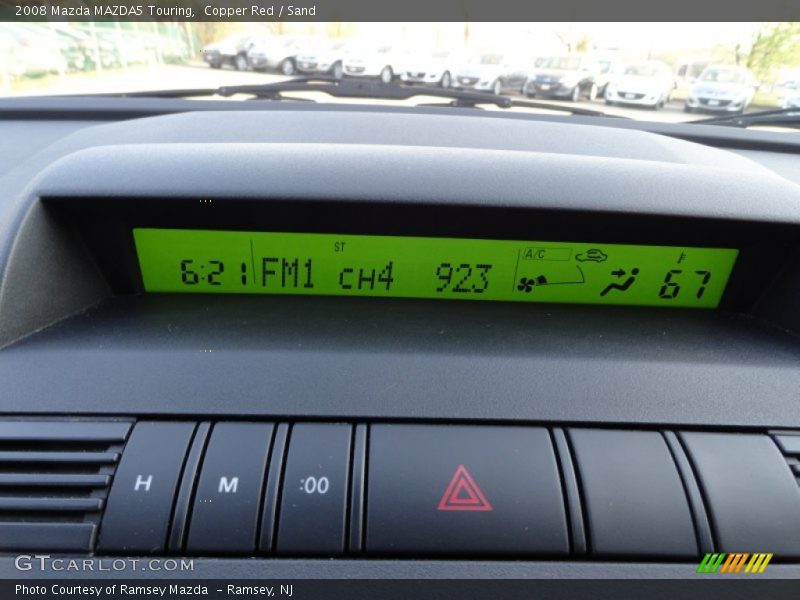 2008 Mazda MAZDA5 Touring,  Copper Red / Sand
ST
A/C
6:21 FM1 CH4 923 67
H M :00
GTCARLOT.COM
Photo Courtesy of Ramsey Mazda  - Ramsey, NJ